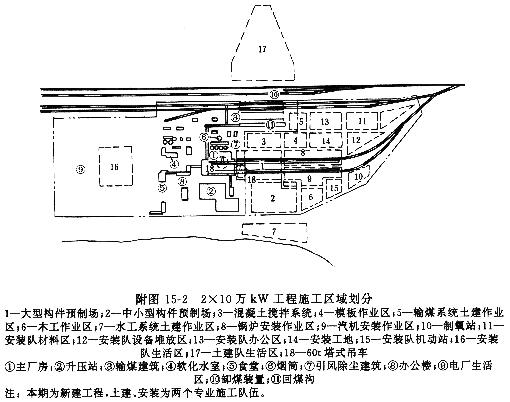 17
⑩
⑨
16
13
11
12
3
4
14
8
9
10
15
6
2
7
18
附图 15-2 2×10万kW工程施工区域划分
1—大型构件预制场;2—中小型构件预制场;3—混凝土搅拌系统;4—模板作业区;5—输煤系统土建作业
区;6—木工作业区;7—水工系统土建作业区;8—锅炉安装作业区;9—汽机安装作业区;10—制氧站;11—
安装队材料区;12—安装队设备堆放区;13—安装队办公区;14—安装工地;15—安装队机动站;16—安装
队生活区;17—土建队生活区;18—60t塔式吊车
①主厂房;②升压站;③输煤建筑;④软化水室;⑤食堂;⑥烟筒;⑦引风除尘建筑;⑧办公楼;⑨电厂生活
区;⑩卸煤装置;⑪回煤沟
注:本期为新建工程,土建、安装为两个专业施工队伍。